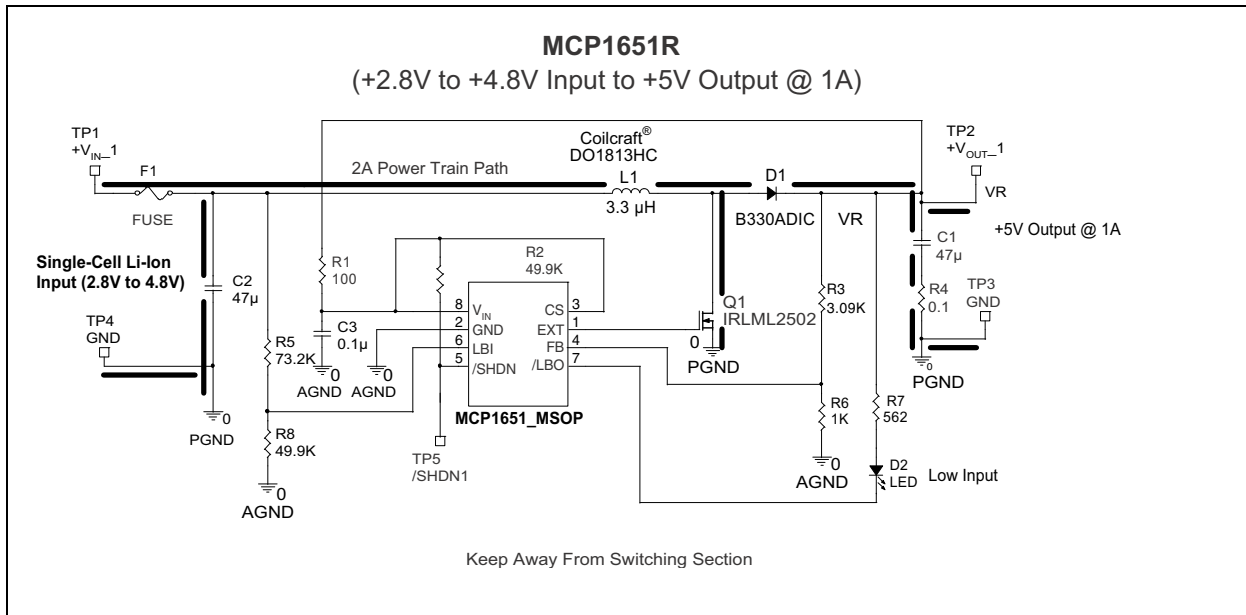 MCP1651R
(+2.8V to +4.8V Input to +5V Output @ 1A)
TP1
+VIN_1
F1
FUSE
2A Power Train Path
Coilcraft®
DO1813HC
L1
3.3 µH
D1
B330ADIC
VR
TP2
+VOUT_1
VR
+5V Output @ 1A
Single-Cell Li-Ion
Input (2.8V to 4.8V)
C2
47µ
TP4
GND
0
PGND
R5
73.2K
R8
49.9K
0
AGND
R1
100
C3
0.1µ
0
AGND
0
AGND
R2
49.9K
8 VIN
2 GND
6 LBI
5 /SHDN
CS 3
EXT 1
FB 4
/LBO 7
MCP1651_MSOP
TP5
/SHDN1
Q1
IRLML2502
0
PGND
R3
3.09K
R6
1K
0
AGND
R7
562
D2
LED
Low Input
C1
47µ
R4
0.1
TP3
GND
0
PGND
Keep Away From Switching Section